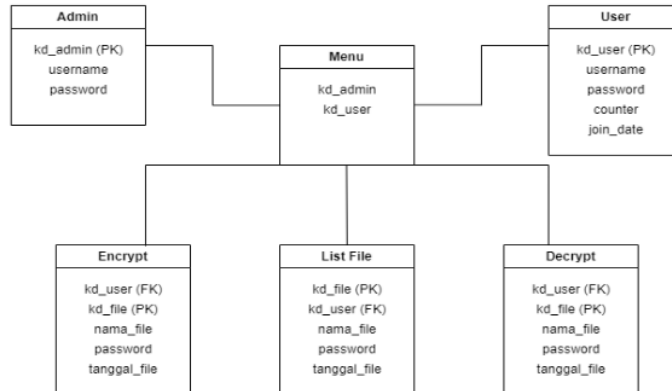 Admin
kd_admin (PK)
username
password
Menu
kd_admin
kd_user
User
kd_user (PK)
username
password
counter
join_date
Encrypt
kd_user (FK)
kd_file (PK)
nama_file
password
tanggal_file
List File
kd_file (PK)
kd_user (FK)
nama_file
password
tanggal_file
Decrypt
kd_user (FK)
kd_file (PK)
nama_file
password
tanggal_file